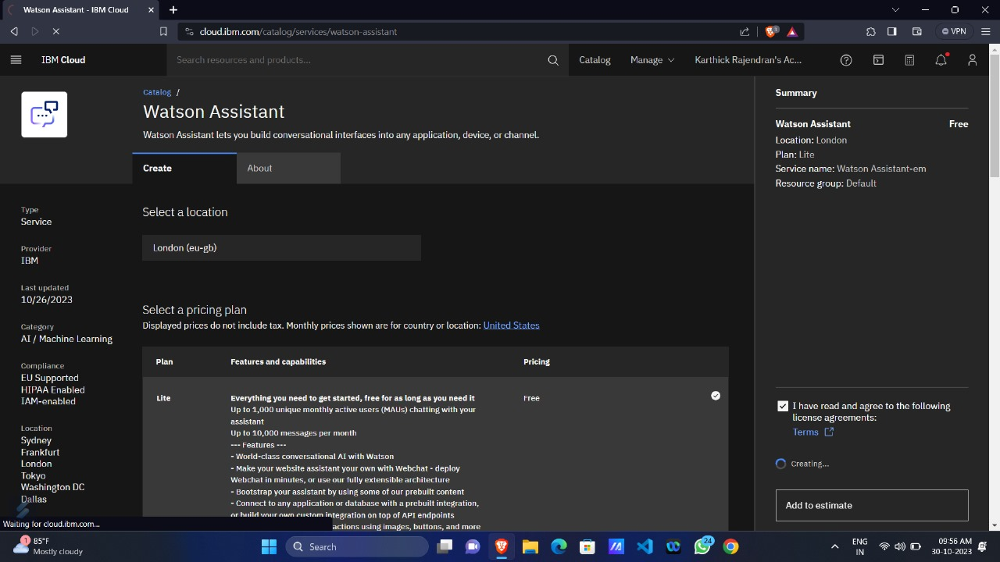 Watson Assistant - IBM Cloud
cloud.ibm.com/catalog/services/watson-assistant
1
VPN
IBM Cloud
Search resources and products...
Catalog
Manage
Karthick Rajendran's Ac...
Catalog /
Watson Assistant
Watson Assistant lets you build conversational interfaces into any application, device, or channel.
Create
About
Type
Service
Provider
IBM
Last updated
10/26/2023
Category
AI / Machine Learning
Compliance
EU Supported
HIPAA Enabled
IAM-enabled
Location
Sydney
Frankfurt
London
Tokyo
Washington DC
Dallas
Select a location
London (eu-gb)
Select a pricing plan
Displayed prices do not include tax. Monthly prices shown are for country or location: United States
Plan
Features and capabilities
Pricing
Lite
Everything you need to get started, free for as long as you need it
Up to 1,000 unique monthly active users (MAUs) chatting with your
assistant
Up to 10,000 messages per month
--- Features ---
- World-class conversational AI with Watson
- Make your website assistant your own with Webchat - deploy
Webchat in minutes, or use our fully extensible architecture
- Bootstrap your assistant by using some of our prebuilt content
- Connect to any application or database with a prebuilt integration,
or build your own custom integration on top of API endpoints
actions using images, buttons, and more
Free
Summary
Watson Assistant
Free
Location: London
Plan: Lite
Service name: Watson Assistant-em
Resource group: Default
I have read and agree to the following
license agreements:
Terms
Creating...
Add to estimate
Waiting for cloud.ibm.com...
1
85°F
Mostly cloudy
Search
24
ENG
IN
09:56 AM
30-10-2023